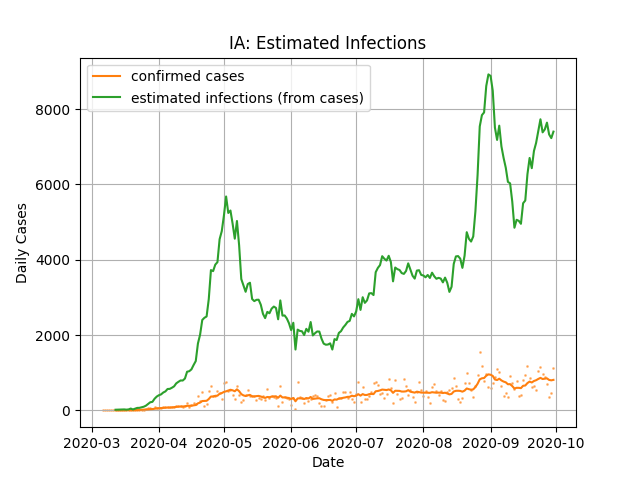 IA: Estimated Infections
confirmed cases
estimated infections (from cases)
Daily Cases
8000
6000
4000
2000
0
2020-03 2020-04 2020-05 2020-06 2020-07 2020-08 2020-09 2020-10
Date